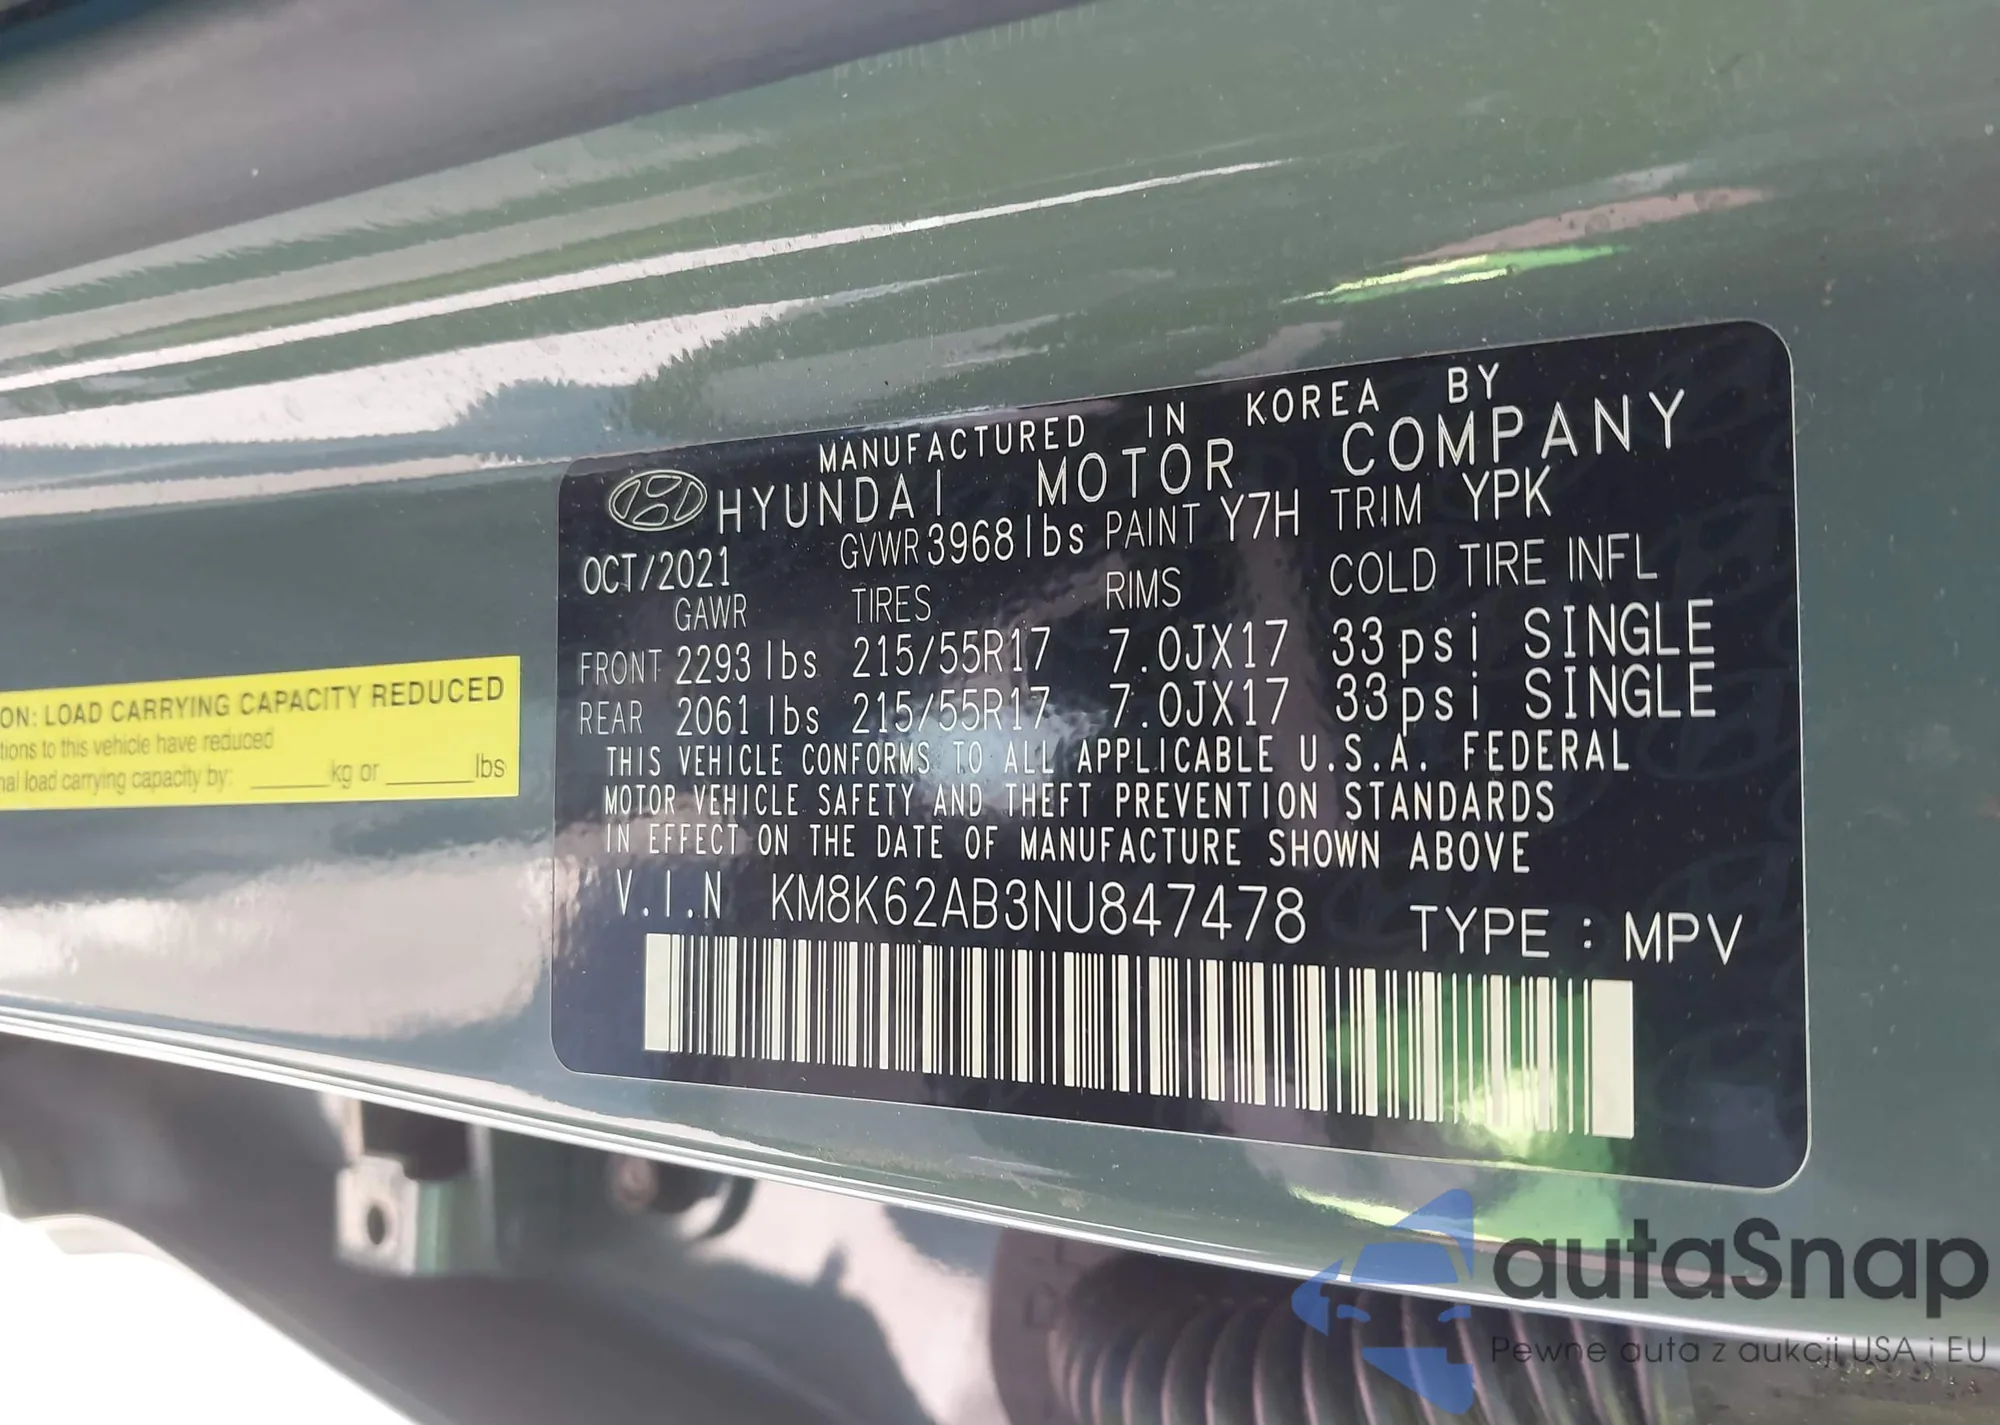 MANUFACTURED IN KOREA BY
HYUNDAI MOTOR COMPANY
OCT/2021 GVWR 3968 lbs PAINT Y7H TRIM YPK
GAWR TIRES RIMS COLD TIRE INFL
FRONT 2293 lbs 215/55R17 7.0JX17 33psi SINGLE
REAR 2061 lbs 215/55R17 7.0JX17 33psi SINGLE
THIS VEHICLE CONFORMS TO ALL APPLICABLE U.S.A. FEDERAL
MOTOR VEHICLE SAFETY AND THEFT PREVENTION STANDARDS
IN EFFECT ON THE DATE OF MANUFACTURE SHOWN ABOVE
V.I.N KM8K62AB3NU847478 TYPE : MPV
ON: LOAD CARRYING CAPACITY REDUCED
tions to this vehicle have reduced
nal load carrying capacity by: ______kg or ______lbs
autaSnap
Pewne auta z aukcji USA i EU